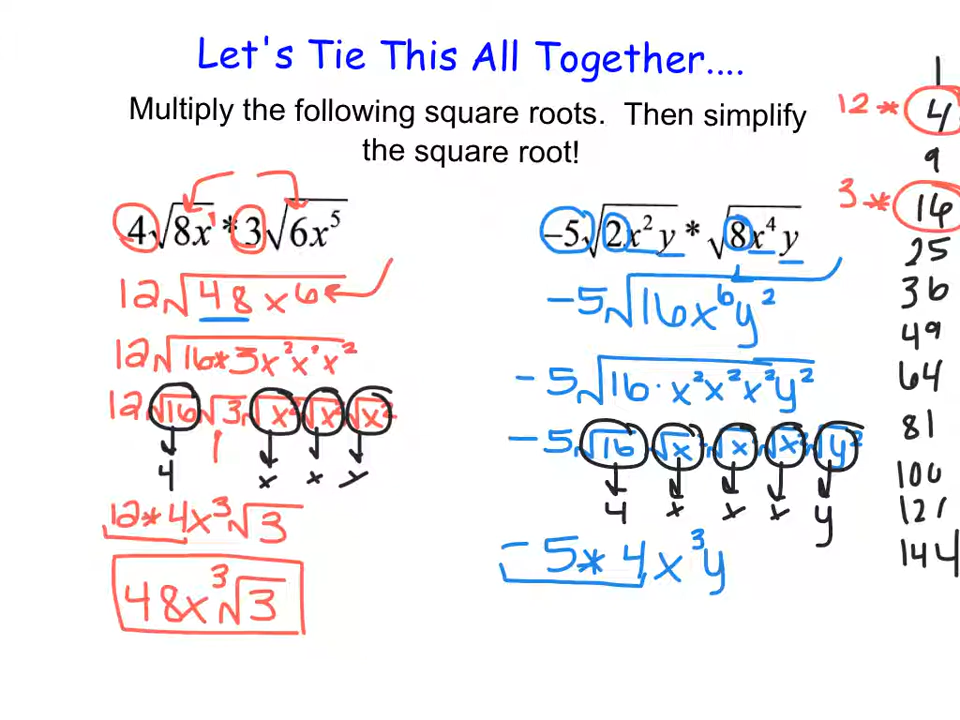 Let's Tie This All Together....
Multiply the following square roots. Then simplify
the square root!
4√8x¹ * 3√6x⁵
12√48x⁶
12√16*3x²x²x²
12√16√3√x²√x²√x²
4 x x x
12*4x³√3
48x³√3
−5√2x²y * √8x⁴y
-5√16x⁶y²
-5√16·x²x²x²y²
-5√16√x²√x²√x²√y²
4 x x x y
-5*4x³y
1
12* 4
9
3* 16
25
36
49
64
81
100
121
144